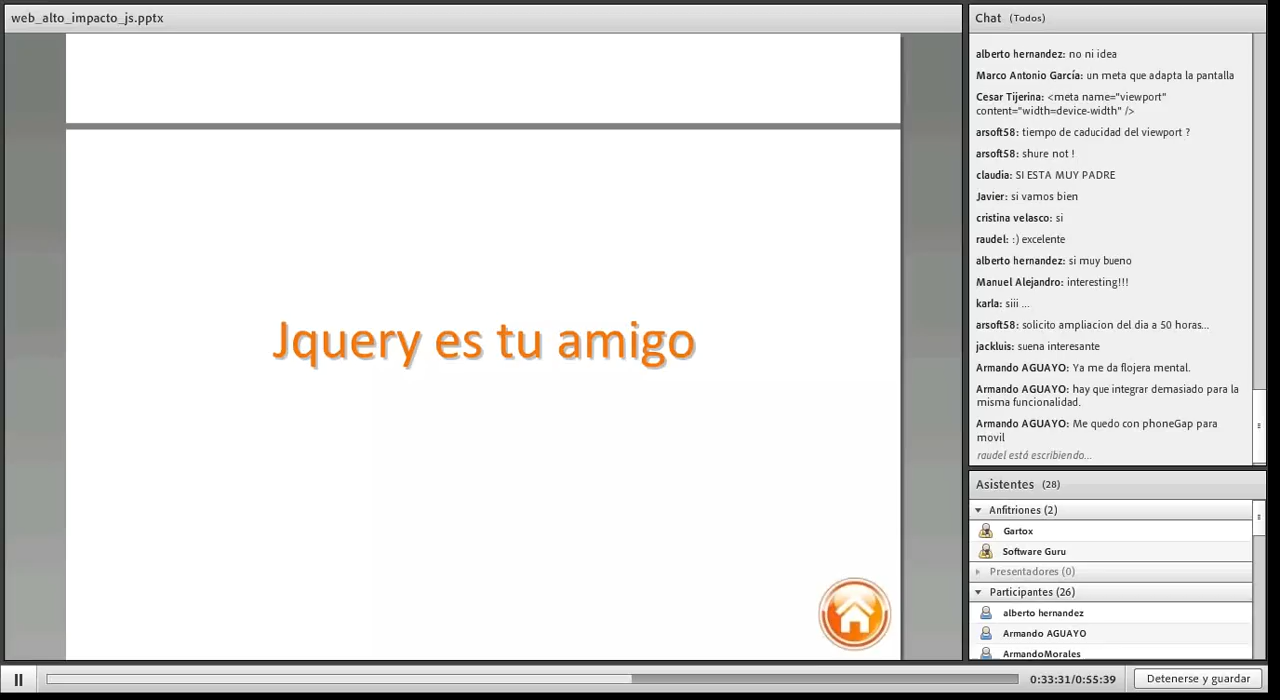 web_alto_impacto_js.pptx
Jquery es tu amigo
Chat (Todos)
alberto hernandez: no ni idea
Marco Antonio García: un meta que adapta la pantalla
Cesar Tijerina: <meta name="viewport"
content="width=device-width" />
arsoft58: tiempo de caducidad del viewport ?
arsoft58: shure not !
claudia: SI ESTA MUY PADRE
Javier: si vamos bien
cristina velasco: si
raudel: :) excelente
alberto hernandez: si muy bueno
Manuel Alejandro: interesting!!!
karla: siii ...
arsoft58: solicito ampliacion del dia a 50 horas...
jackluis: suena interesante
Armando AGUAYO: Ya me da flojera mental.
Armando AGUAYO: hay que integrar demasiado para la
misma funcionalidad.
Armando AGUAYO: Me quedo con phoneGap para
movil
raudel está escribiendo...
Asistentes (28)
Anfitriones (2)
Gartox
Software Guru
Presentadores (0)
Participantes (26)
alberto hernandez
Armando AGUAYO
ArmandoMorales
0:33:31/0:55:39
Detenerse y guardar